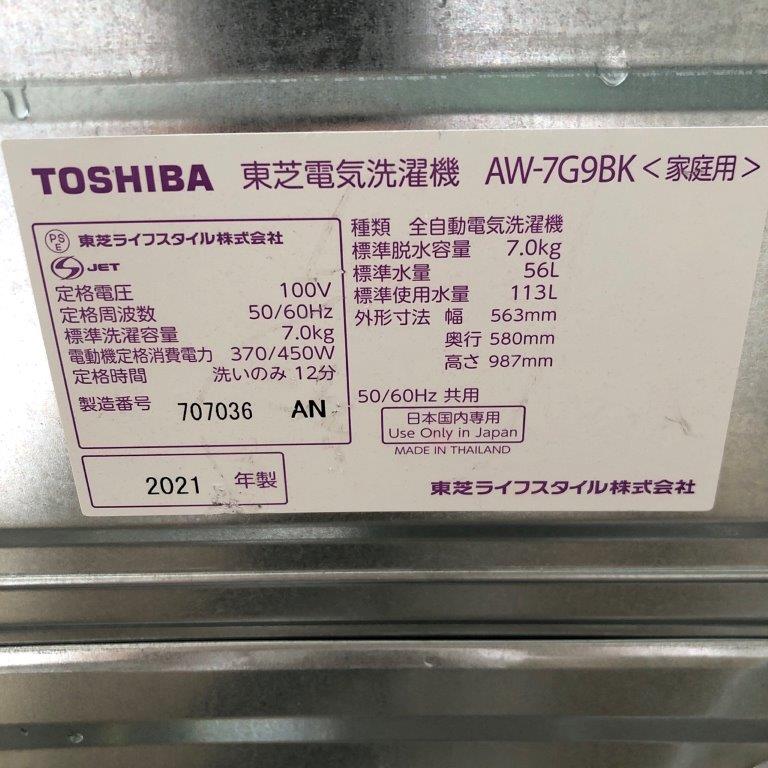 TOSHIBA 東芝電気洗濯機 AW-7G9BK＜家庭用＞
PSE 東芝ライフスタイル株式会社
S JET
定格電圧 100V
定格周波数 50/60Hz
標準洗濯容量 7.0kg
電動機定格消費電力 370/450W
定格時間 洗いのみ 12分
製造番号 707036 AN
2021 年製
種類 全自動電気洗濯機
標準脱水容量 7.0kg
標準水量 56L
標準使用水量 113L
外形寸法 幅 563mm
奥行 580mm
高さ 987mm
50/60Hz 共用
日本国内専用
Use Only in Japan
MADE IN THAILAND
東芝ライフスタイル株式会社